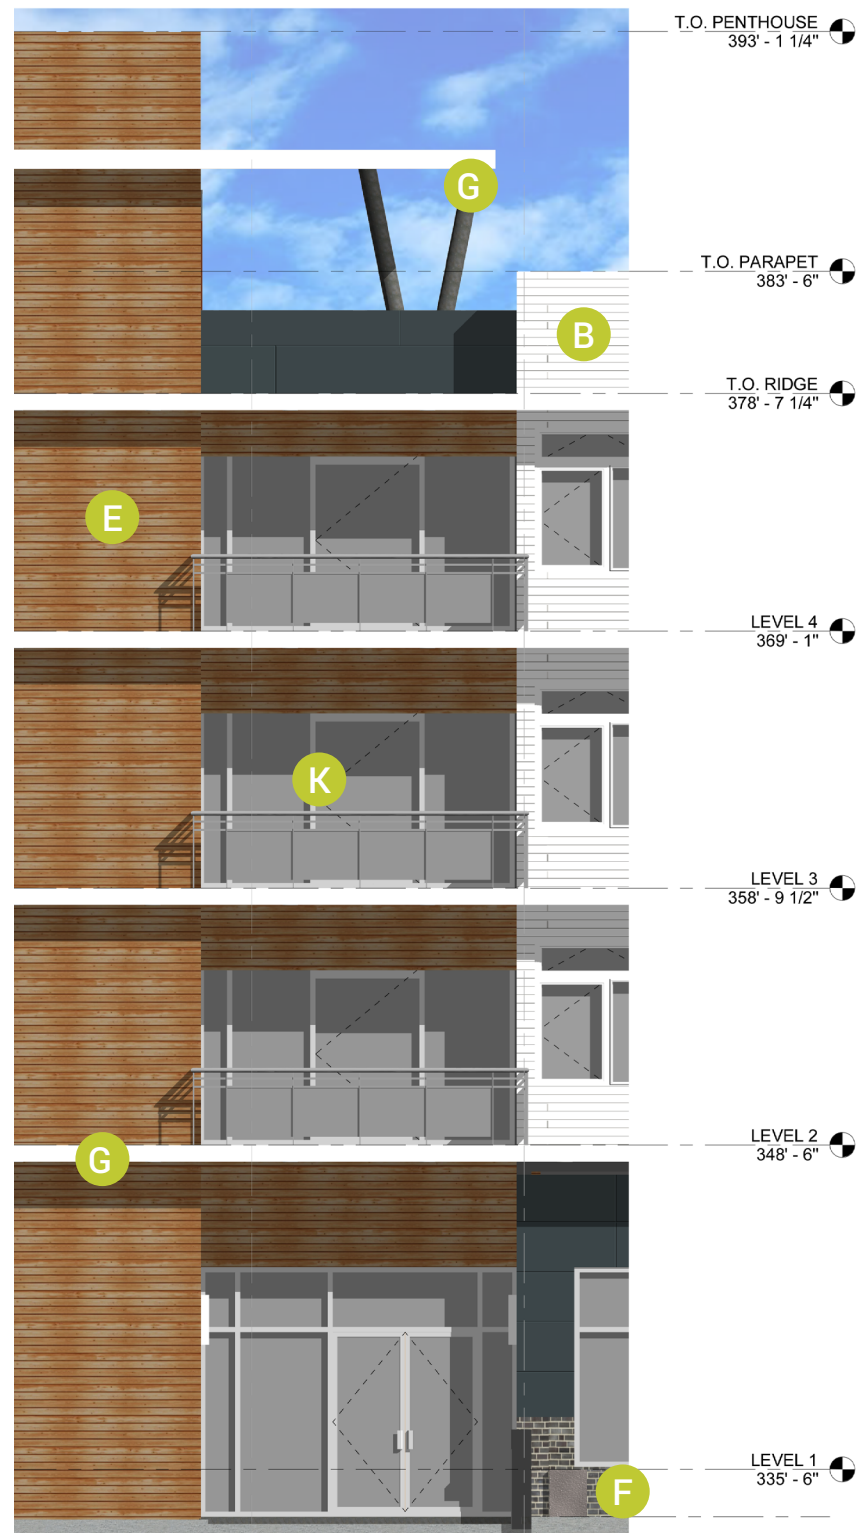 T.O. PENTHOUSE
393' - 1 1/4"
G
T.O. PARAPET
383' - 6"
B
T.O. RIDGE
378' - 7 1/4"
E
LEVEL 4
369' - 1"
K
LEVEL 3
358' - 9 1/2"
LEVEL 2
348' - 6"
G
LEVEL 1
335' - 6"
F